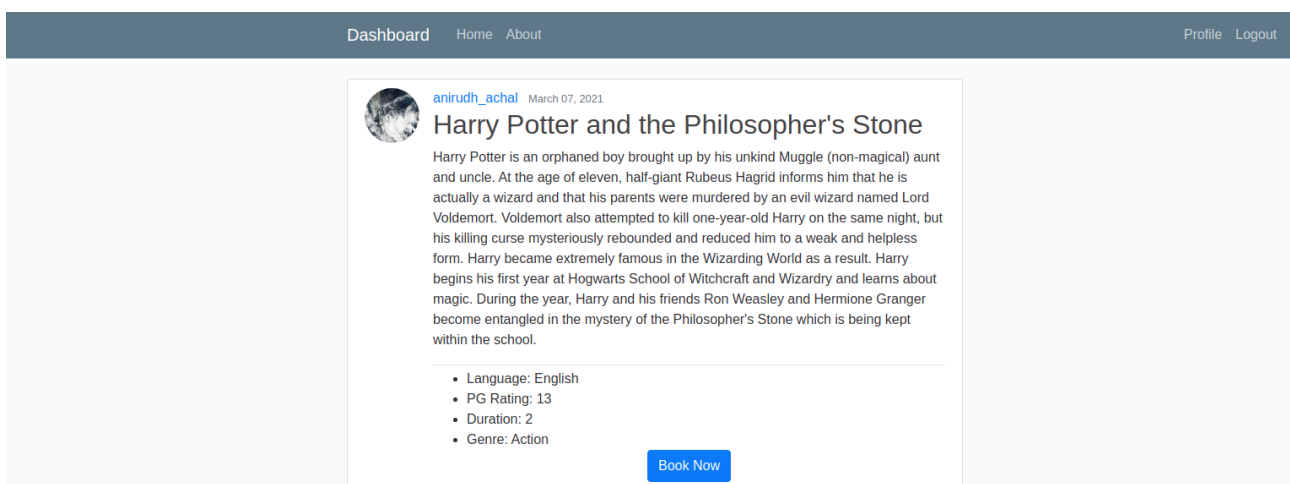 Dashboard Home About Profile Logout
anirudh_achal March 07, 2021
Harry Potter and the Philosopher's Stone
Harry Potter is an orphaned boy brought up by his unkind Muggle (non-magical) aunt
and uncle. At the age of eleven, half-giant Rubeus Hagrid informs him that he is
actually a wizard and that his parents were murdered by an evil wizard named Lord
Voldemort. Voldemort also attempted to kill one-year-old Harry on the same night, but
his killing curse mysteriously rebounded and reduced him to a weak and helpless
form. Harry became extremely famous in the Wizarding World as a result. Harry
begins his first year at Hogwarts School of Witchcraft and Wizardry and learns about
magic. During the year, Harry and his friends Ron Weasley and Hermione Granger
become entangled in the mystery of the Philosopher's Stone which is being kept
within the school.
• Language: English
• PG Rating: 13
• Duration: 2
• Genre: Action
Book Now